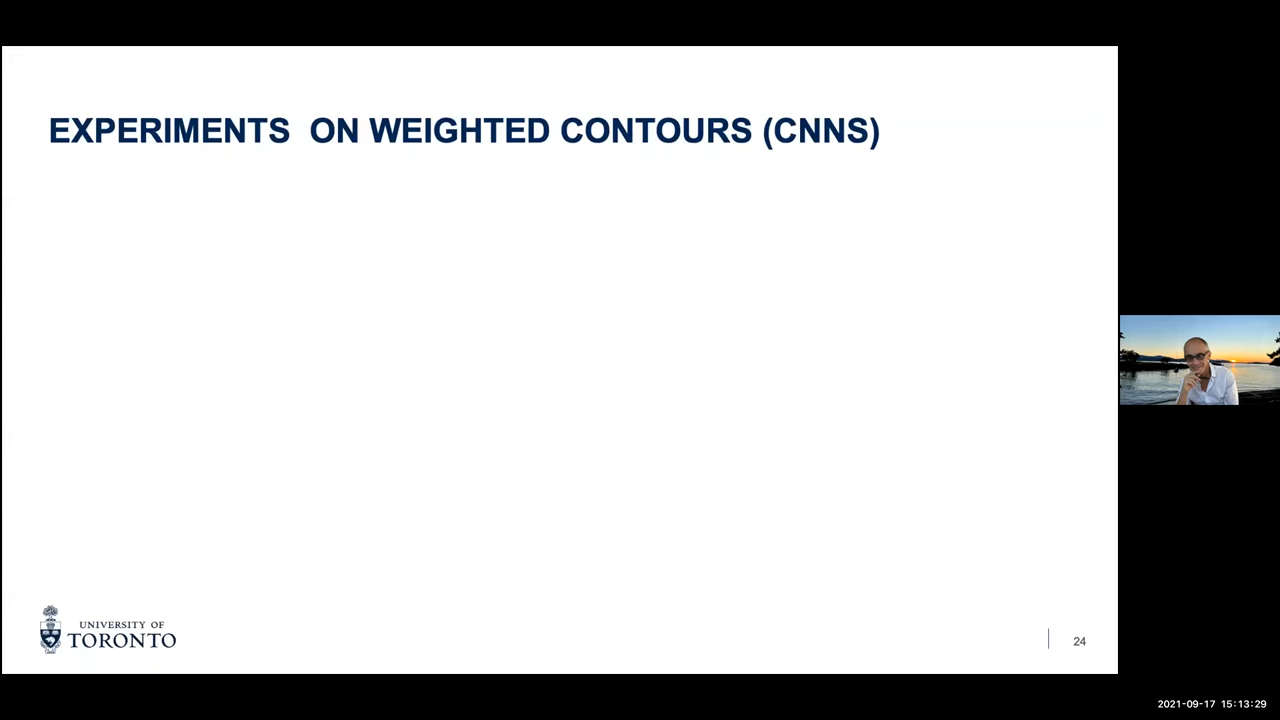 EXPERIMENTS ON WEIGHTED CONTOURS (CNNS)
UNIVERSITY OF
TORONTO
24
2021-09-17 15:13:29